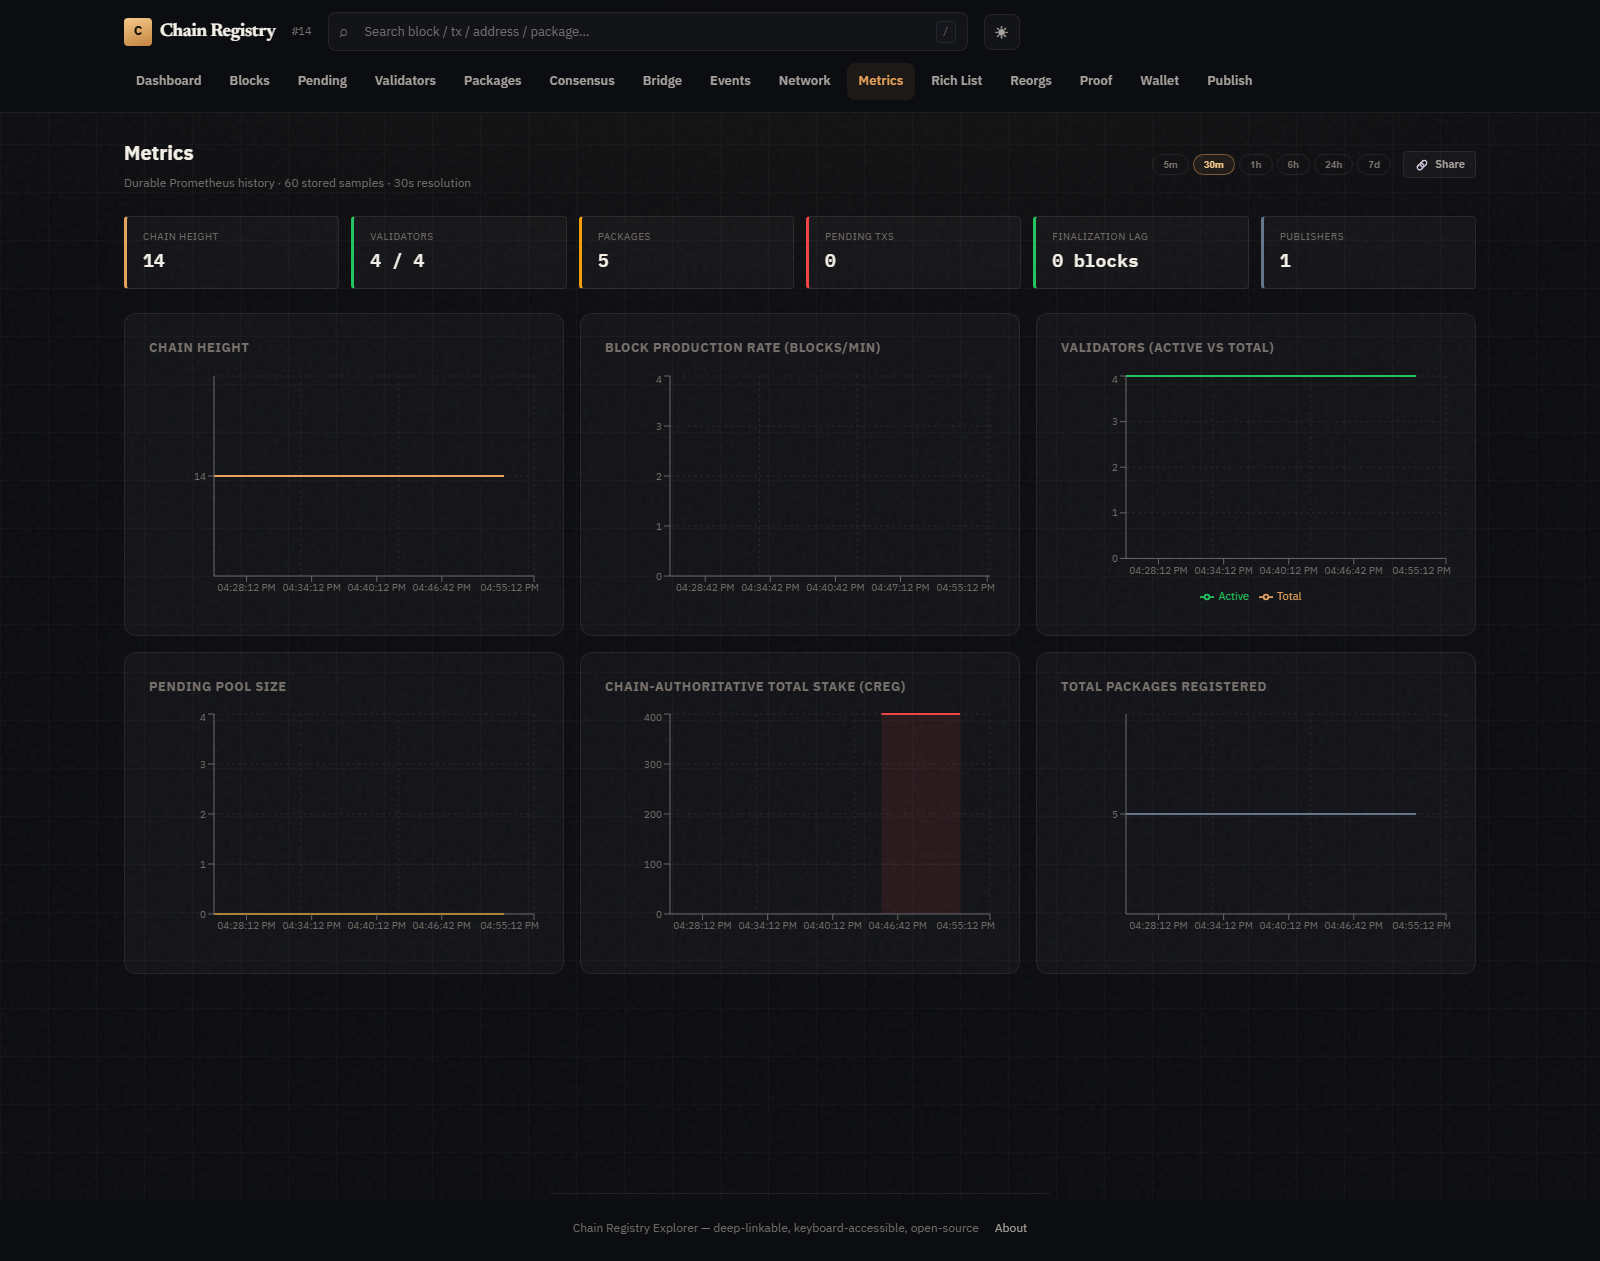 C Chain Registry #14 Search block / tx / address / package... /
Dashboard Blocks Pending Validators Packages Consensus Bridge Events Network Metrics Rich List Reorgs Proof Wallet Publish
Metrics
Durable Prometheus history · 60 stored samples · 30s resolution
5m 30m 1h 6h 24h 7d Share
CHAIN HEIGHT
14
VALIDATORS
4 / 4
PACKAGES
5
PENDING TXS
0
FINALIZATION LAG
0 blocks
PUBLISHERS
1
CHAIN HEIGHT
14
04:28:12 PM 04:34:12 PM 04:40:12 PM 04:46:42 PM 04:55:12 PM
BLOCK PRODUCTION RATE (BLOCKS/MIN)
4
3
2
1
0
04:28:42 PM 04:34:42 PM 04:40:42 PM 04:47:12 PM 04:55:12 PM
VALIDATORS (ACTIVE VS TOTAL)
4
3
2
1
0
04:28:12 PM 04:34:12 PM 04:40:12 PM 04:46:42 PM 04:55:12 PM
Active Total
PENDING POOL SIZE
4
3
2
1
0
04:28:12 PM 04:34:12 PM 04:40:12 PM 04:46:42 PM 04:55:12 PM
CHAIN-AUTHORITATIVE TOTAL STAKE (CREG)
400
300
200
100
0
04:28:12 PM 04:34:12 PM 04:40:12 PM 04:46:42 PM 04:55:12 PM
TOTAL PACKAGES REGISTERED
5
04:28:12 PM 04:34:12 PM 04:40:12 PM 04:46:42 PM 04:55:12 PM
Chain Registry Explorer — deep-linkable, keyboard-accessible, open-source About